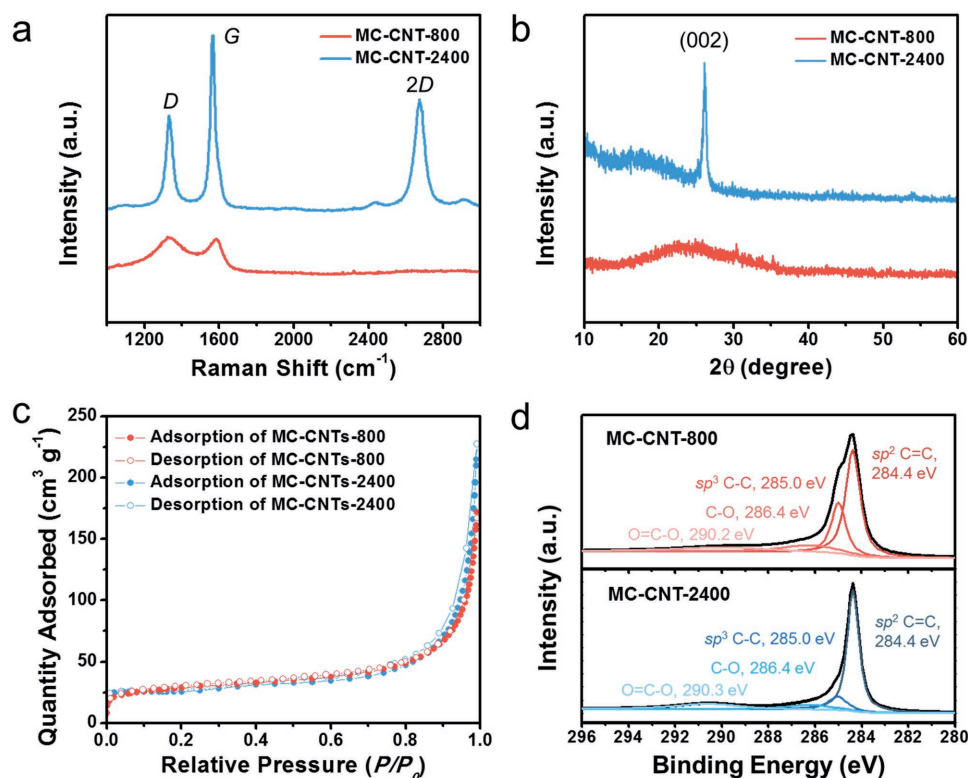 a
D
G
2D
MC-CNT-800
MC-CNT-2400
Intensity (a.u.)
1200 1600 2000 2400 2800
Raman Shift (cm⁻¹)
b
(002)
MC-CNT-800
MC-CNT-2400
Intensity (a.u.)
10 20 30 40 50 60
2θ (degree)
c
Adsorption of MC-CNTs-800
Desorption of MC-CNTs-800
Adsorption of MC-CNTs-2400
Desorption of MC-CNTs-2400
Quantity Adsorbed (cm³ g⁻¹)
250
200
150
100
50
0
0.0 0.2 0.4 0.6 0.8 1.0
Relative Pressure (P/P₀)
d
MC-CNT-800
sp² C=C,
284.4 eV
sp³ C-C, 285.0 eV
C-O, 286.4 eV
O=C-O, 290.2 eV
MC-CNT-2400
sp² C=C,
284.4 eV
sp³ C-C, 285.0 eV
C-O, 286.4 eV
O=C-O, 290.3 eV
Intensity (a.u.)
296 294 292 290 288 286 284 282 280
Binding Energy (eV)